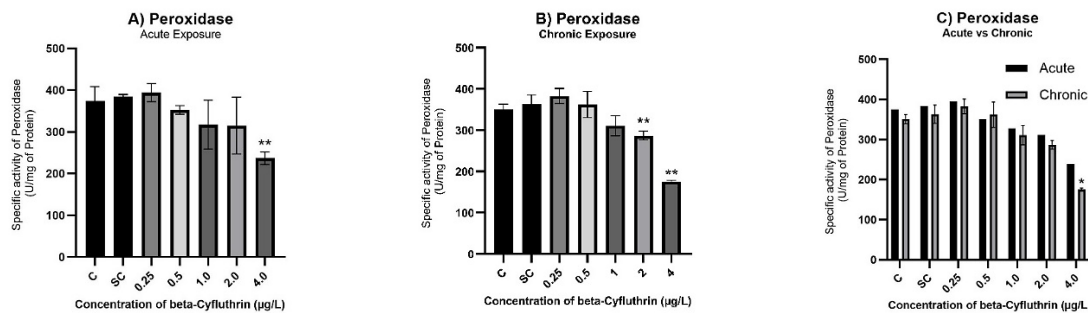 A) Peroxidase
Acute Exposure
Specific activity of Peroxidase
(U/mg of Protein)
500
400
300
200
100
0
**
C
SC
0.25
0.5
1.0
2.0
4.0
Concentration of beta-Cyfluthrin (µg/L)
B) Peroxidase
Chronic Exposure
Specific activity of Peroxidase
(U/mg of Protein)
500
400
300
200
100
0
**
**
C
SC
0.25
0.5
1
2
4
Concentration of beta-Cyfluthrin (µg/L)
C) Peroxidase
Acute vs Chronic
Specific activity of Peroxidase
(U/mg of Protein)
500
400
300
200
100
0
Acute
Chronic
*
C
SC
0.25
0.5
1.0
2.0
4.0
Concentration of beta-Cyfluthrin (µg/L